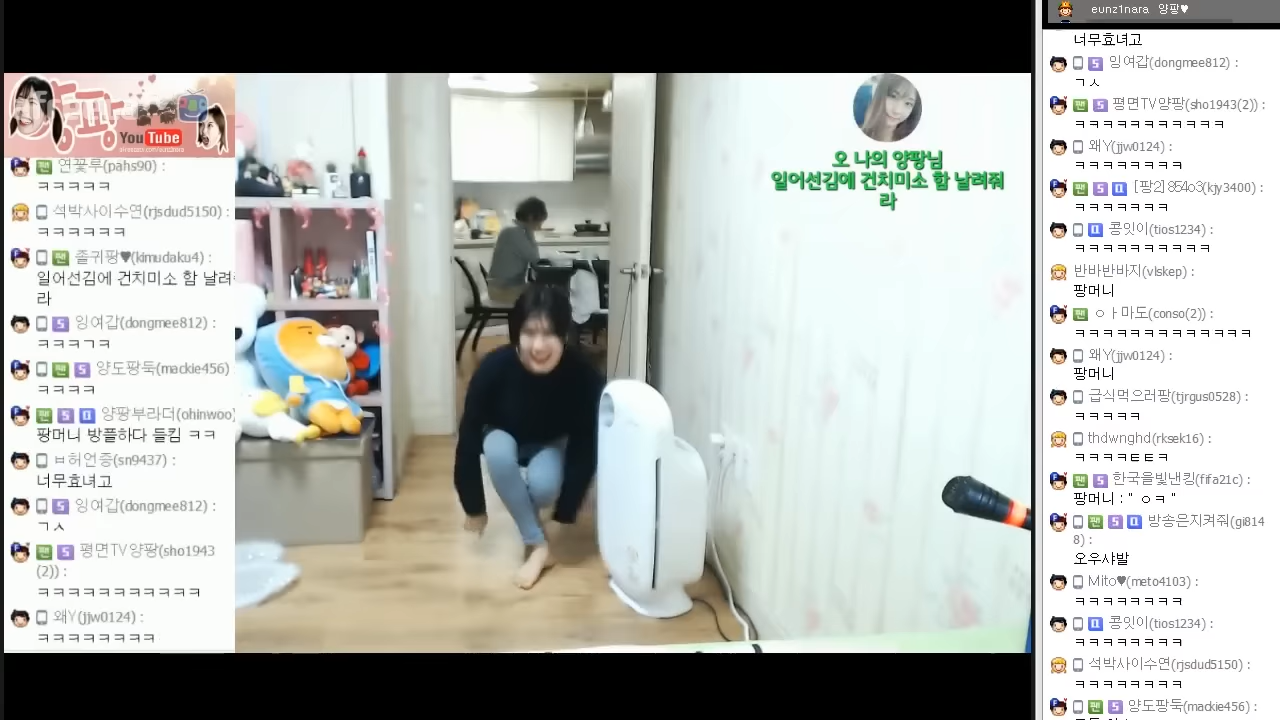 eunz1nara 양팡♥
YouTube
연꽃루(pahs90) :
ㅋㅋㅋㅋㅋ
석박사이수연(rjsdud5150) :
ㅋㅋㅋㅋㅋㅋ
졸귀팡♥(kimudaku4) :
일어선김에 건치미소 함 날려
라
잉여갑(dongmee812) :
ㅋㅋㅋㄱㅋ
양도팡둑(mackie456)
ㅋㅋㅋㅋ
양팡부라더(ohinwoo)
팡머니 방플하다 들킴 ㅋㅋ
ㅂ허언증(sn9437) :
너무효녀고
잉여갑(dongmee812) :
ㄱㅅ
평면TV양팡(sho1943
(2)) :
ㅋㅋㅋㅋㅋㅋㅋㅋㅋㅋㅋ
왜Y(jjw0124) :
ㅋㅋㅋㅋㅋㅋㅋㅋ
오 나의 양팡님
일어선김에 건치미소 함 날려줘
라
너무효녀고
잉여갑(dongmee812) :
ㄱㅅ
평면TV양팡(sho1943(2)) :
ㅋㅋㅋㅋㅋㅋㅋㅋㅋㅋㅋ
왜Y(jjw0124) :
ㅋㅋㅋㅋㅋㅋㅋㅋ
[팡2]854o3(kjy3400) :
ㅋㅋㅋㅋㅋㅋㅋ
콩잇이(tios1234) :
ㅋㅋㅋㅋㅋㅋㅋㅋㅋㅋ
반바반바지(vlskep) :
팡머니
ㅇㅏ마도(conso(2)) :
ㅋㅋㅋㅋㅋㅋㅋㅋㅋㅋㅋㅋㅋ
왜Y(jjw0124) :
팡머니
급식먹으러팡(tjrgus0528) :
ㅋㅋㅋㅋㅋ
thdwnghd(rksek16) :
ㅋㅋㅋㅋㅌㅌㅋ
한국을빛낸킹(fifa21c) :
팡머니 : " ㅇㅋ "
방송은지켜줘(gi814
8) :
오우샤발
Mito♥(meto4103) :
ㅋㅋㅋㅋㅋㅋㅋㅋ
콩잇이(tios1234) :
ㅋㅋㅋㅋㅋㅋㅋㅋ
석박사이수연(rjsdud5150) :
ㅋㅋㅋㅋㅋㅋㅋㅋ
양도팡둑(mackie456) :